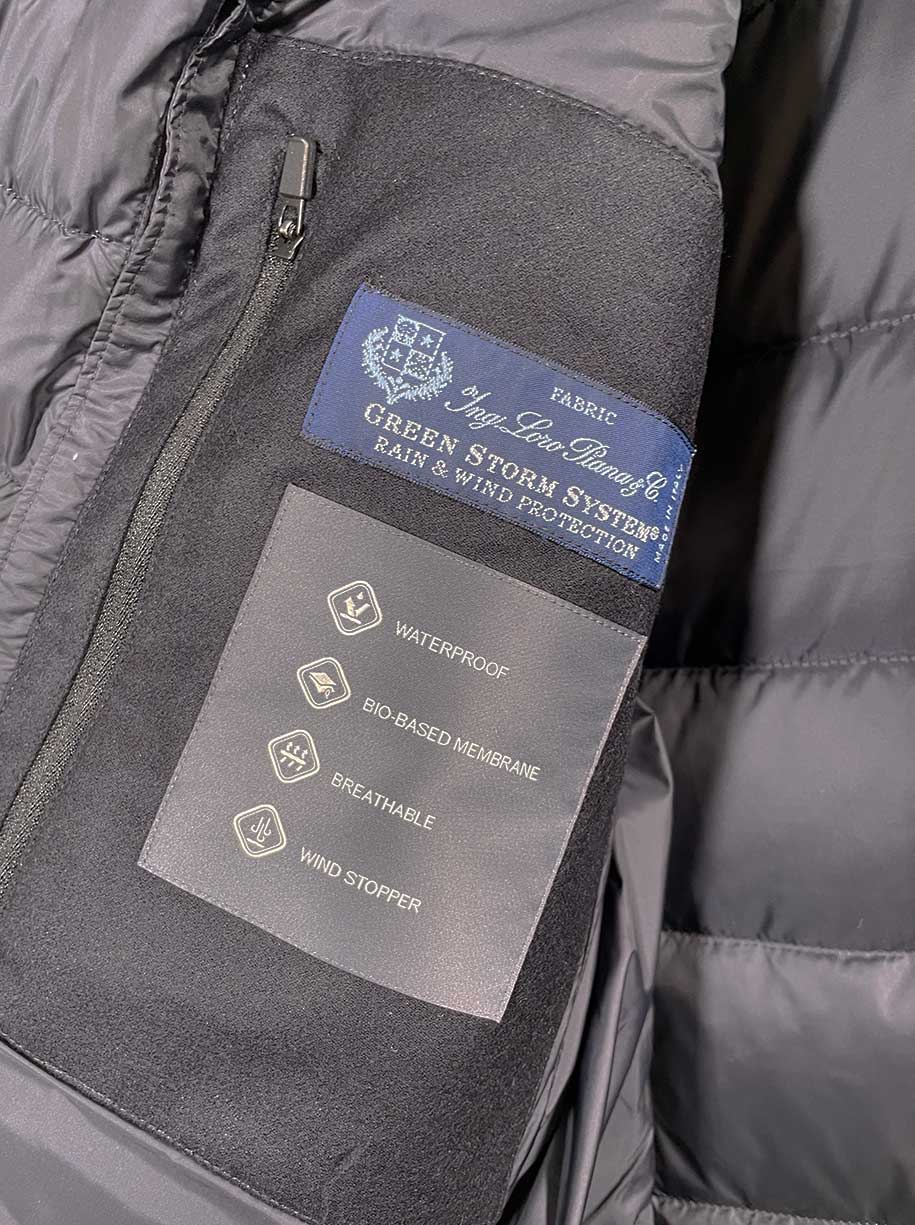 FABRIC
Ing. Loro Piana & C.
GREEN STORM SYSTEM®
RAIN & WIND PROTECTION
MADE IN ITALY
WATERPROOF
BIO-BASED MEMBRANE
BREATHABLE
WIND STOPPER